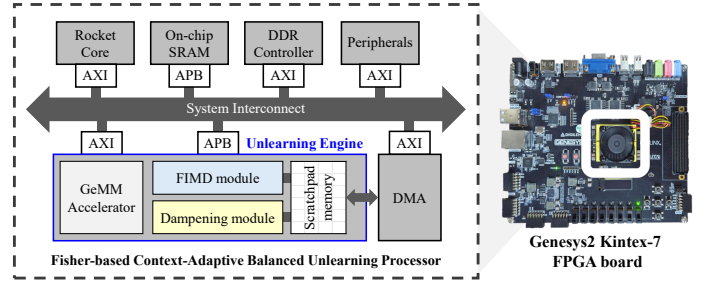 Rocket
Core
On-chip
SRAM
DDR
Controller
Peripherals
AXI
APB
AXI
AXI
System Interconnect
AXI
APB
Unlearning Engine
AXI
GeMM
Accelerator
FIMD module
Dampening module
Scratchpad
memory
DMA
Fisher-based Context-Adaptive Balanced Unlearning Processor
GENESYS
Genesys2 Kintex-7
FPGA board